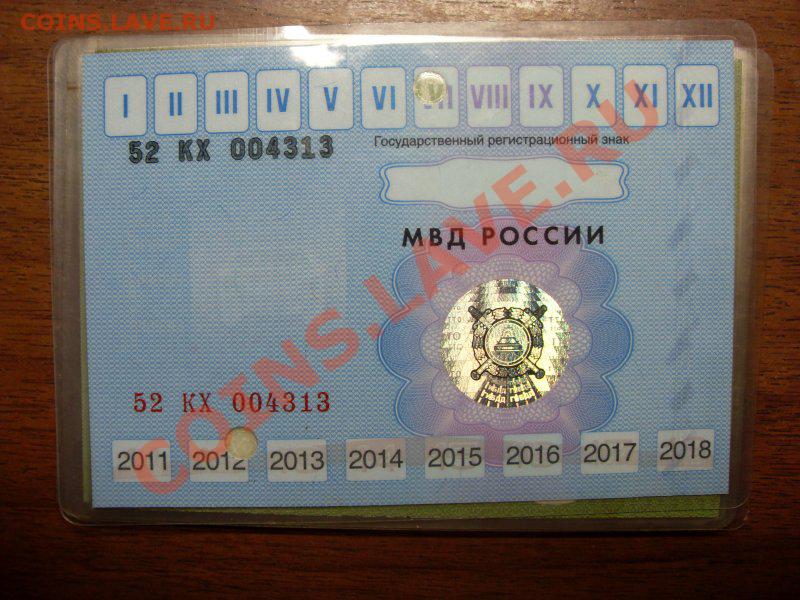 COINS.LAVE.RU
I II III IV V VI VII VIII IX X XI XII
52 КХ 004313
Государственный регистрационный знак
МВД РОССИИ
COINS.LAVE.RU
52 КХ 004313
2011 2012 2013 2014 2015 2016 2017 2018